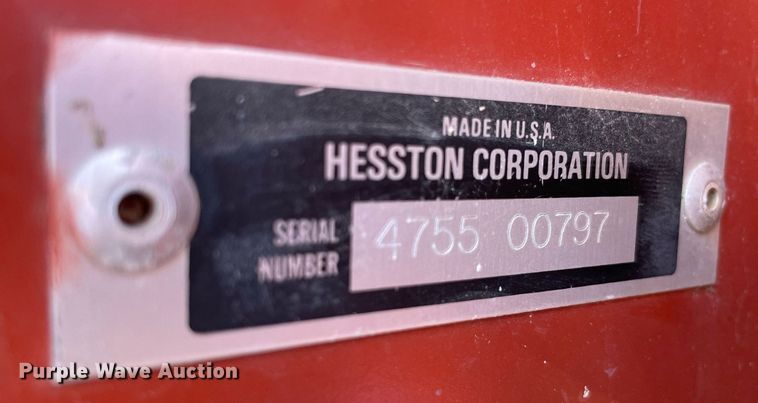 MADE IN U.S.A.
HESSTON CORPORATION
SERIAL NUMBER 4755 00797
Purple Wave Auction